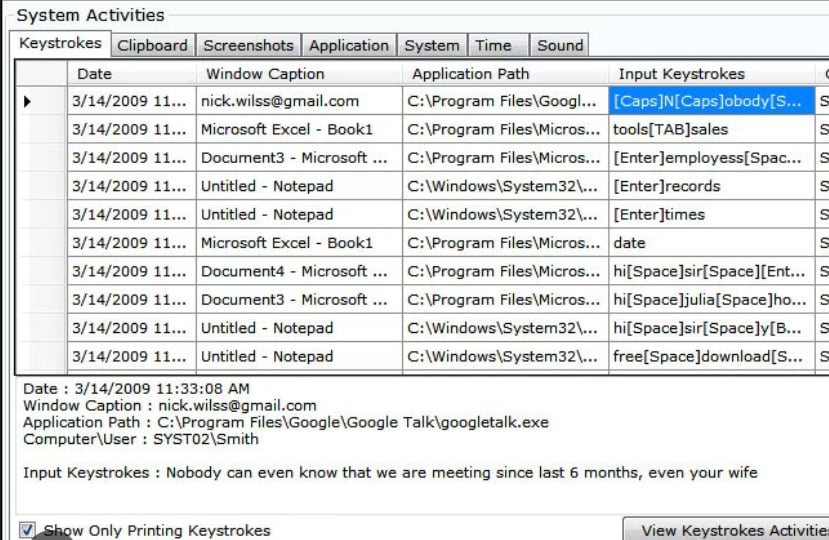 System Activities
Keystrokes Clipboard Screenshots Application System Time Sound
Date Window Caption Application Path Input Keystrokes
3/14/2009 11... nick.wilss@gmail.com C:\Program Files\Googl... [Caps]N[Caps]obody[S... S
3/14/2009 11... Microsoft Excel - Book1 C:\Program Files\Micros... tools[TAB]sales S
3/14/2009 11... Document3 - Microsoft ... C:\Program Files\Micros... [Enter]employess[Spac... S
3/14/2009 11... Untitled - Notepad C:\Windows\System32\... [Enter]records S
3/14/2009 11... Untitled - Notepad C:\Windows\System32\... [Enter]times S
3/14/2009 11... Microsoft Excel - Book1 C:\Program Files\Micros... date S
3/14/2009 11... Document4 - Microsoft ... C:\Program Files\Micros... hi[Space]sir[Space][Ent... S
3/14/2009 11... Document3 - Microsoft ... C:\Program Files\Micros... hi[Space]julia[Space]ho... S
3/14/2009 11... Untitled - Notepad C:\Windows\System32\... hi[Space]sir[Space]y[B... S
3/14/2009 11... Untitled - Notepad C:\Windows\System32\... free[Space]download[S... S
Date : 3/14/2009 11:33:08 AM
Window Caption : nick.wilss@gmail.com
Application Path : C:\Program Files\Google\Google Talk\googletalk.exe
Computer\User : SYST02\Smith
Input Keystrokes : Nobody can even know that we are meeting since last 6 months, even your wife
Show Only Printing Keystrokes View Keystrokes Activities